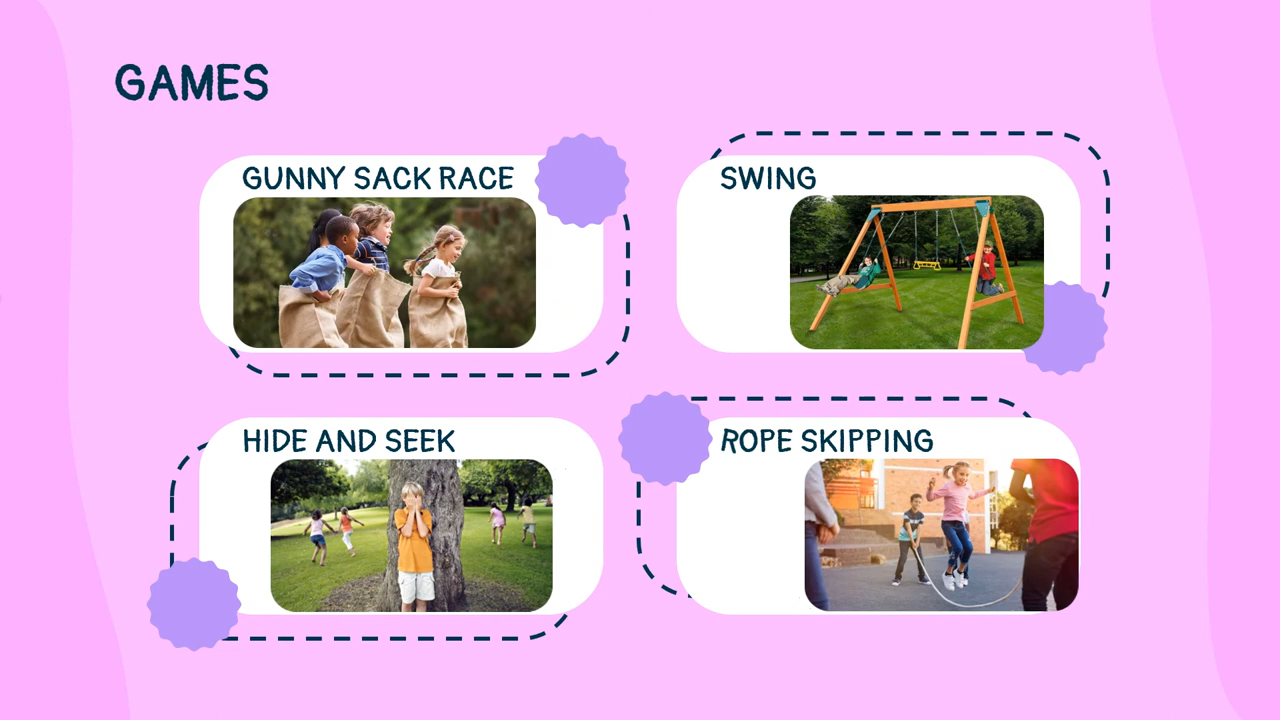 GAMES
GUNNY SACK RACE
SWING
HIDE AND SEEK
ROPE SKIPPING